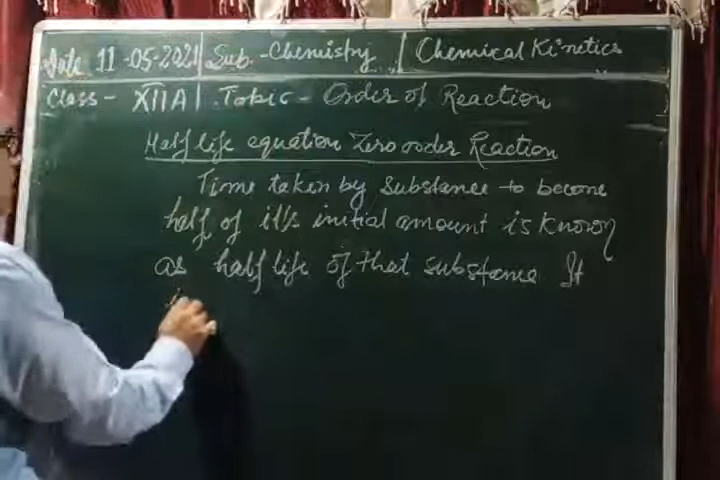 Date 11-05-2021 Sub.-Chemistry Chemical Kinetics
Class- XIIA Tobic- Order of Reaction
Half life equation Zero order Reaction
Time taken by substance to become
half of it's initial amount is known
as half life of that substance It